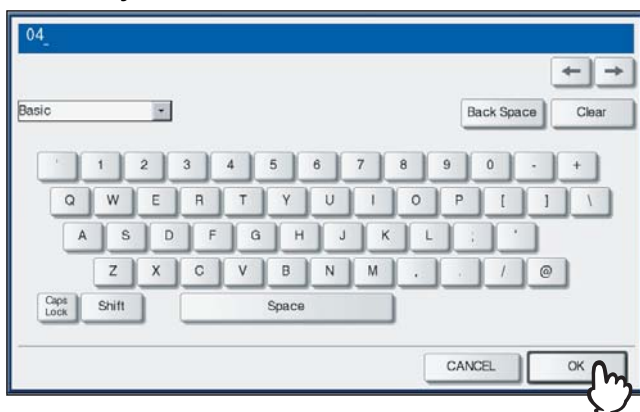 04_
Basic
Back Space Clear
' 1 2 3 4 5 6 7 8 9 0 - +
Q W E R T Y U I O P [ ] \
A S D F G H J K L ; '
Z X C V B N M , . / @
Caps Lock Shift Space
CANCEL OK